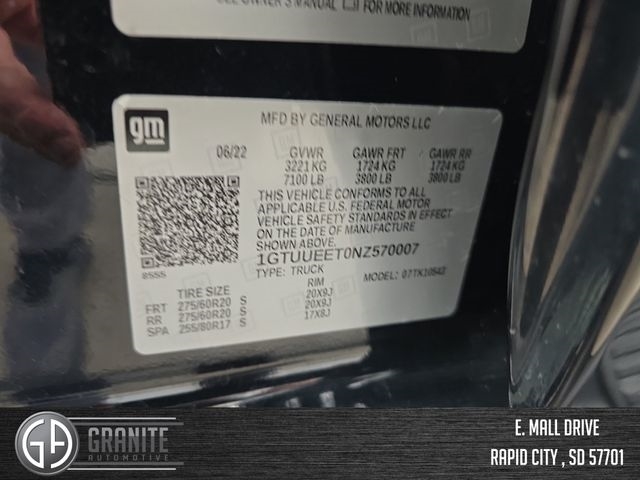 SEE OWNER'S MANUAL FOR MORE INFORMATION
gm
MFD BY GENERAL MOTORS LLC
06/22 GVWR GAWR FRT GAWR RR
3221 KG 1724 KG 1724 KG
7100 LB 3800 LB 3800 LB
THIS VEHICLE CONFORMS TO ALL
APPLICABLE U.S. FEDERAL MOTOR
VEHICLE SAFETY STANDARDS IN EFFECT
ON THE DATE OF MANUFACTURE
SHOWN ABOVE.
1GTUUEET0NZ570007
8555
TYPE: TRUCK MODEL: 07TK10543
TIRE SIZE RIM
FRT 275/60R20 S 20X9J
RR 275/60R20 S 20X9J
SPA 255/80R17 S 17X8J
GA GRANITE
AUTOMOTIVE
E. MALL DRIVE
RAPID CITY , SD 57701